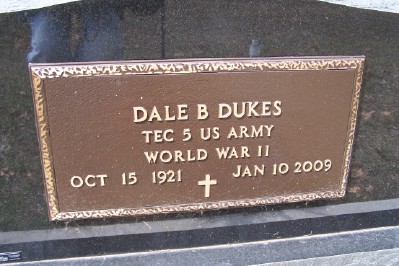 DALE B DUKES
TEC 5 US ARMY
WORLD WAR II
OCT 15 1921 JAN 10 2009